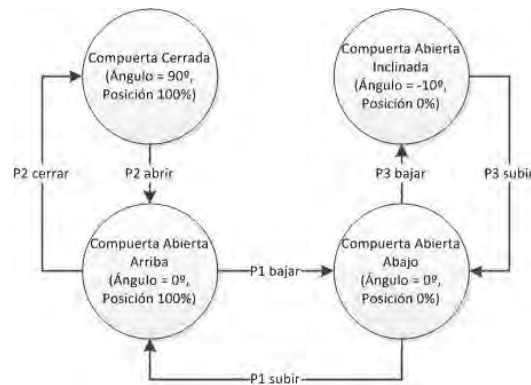 Compuerta Cerrada
(Ángulo = 90º,
Posición 100%)
Compuerta Abierta
Inclinada
(Ángulo = -10º,
Posición 0%)
P2 cerrar
P2 abrir
P3 bajar
P3 subir
Compuerta Abierta
Arriba
(Ángulo = 0º,
Posición 100%)
P1 bajar
Compuerta Abierta
Abajo
(Ángulo = 0º,
Posición 0%)
P1 subir